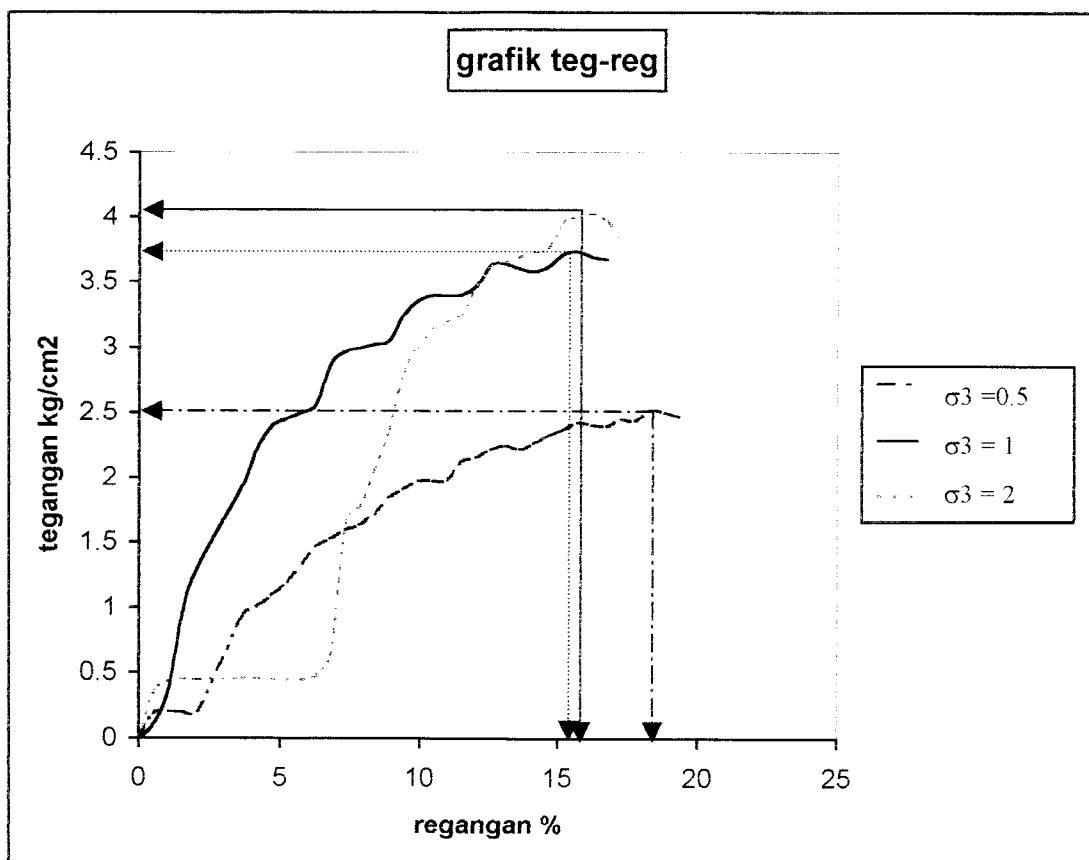 grafik teg-reg
tegangan kg/cm2
4.5
4
3.5
3
2.5
2
1.5
1
0.5
0
0
5
10
15
20
25
regangan %
σ3 =0.5
σ3 = 1
σ3 = 2